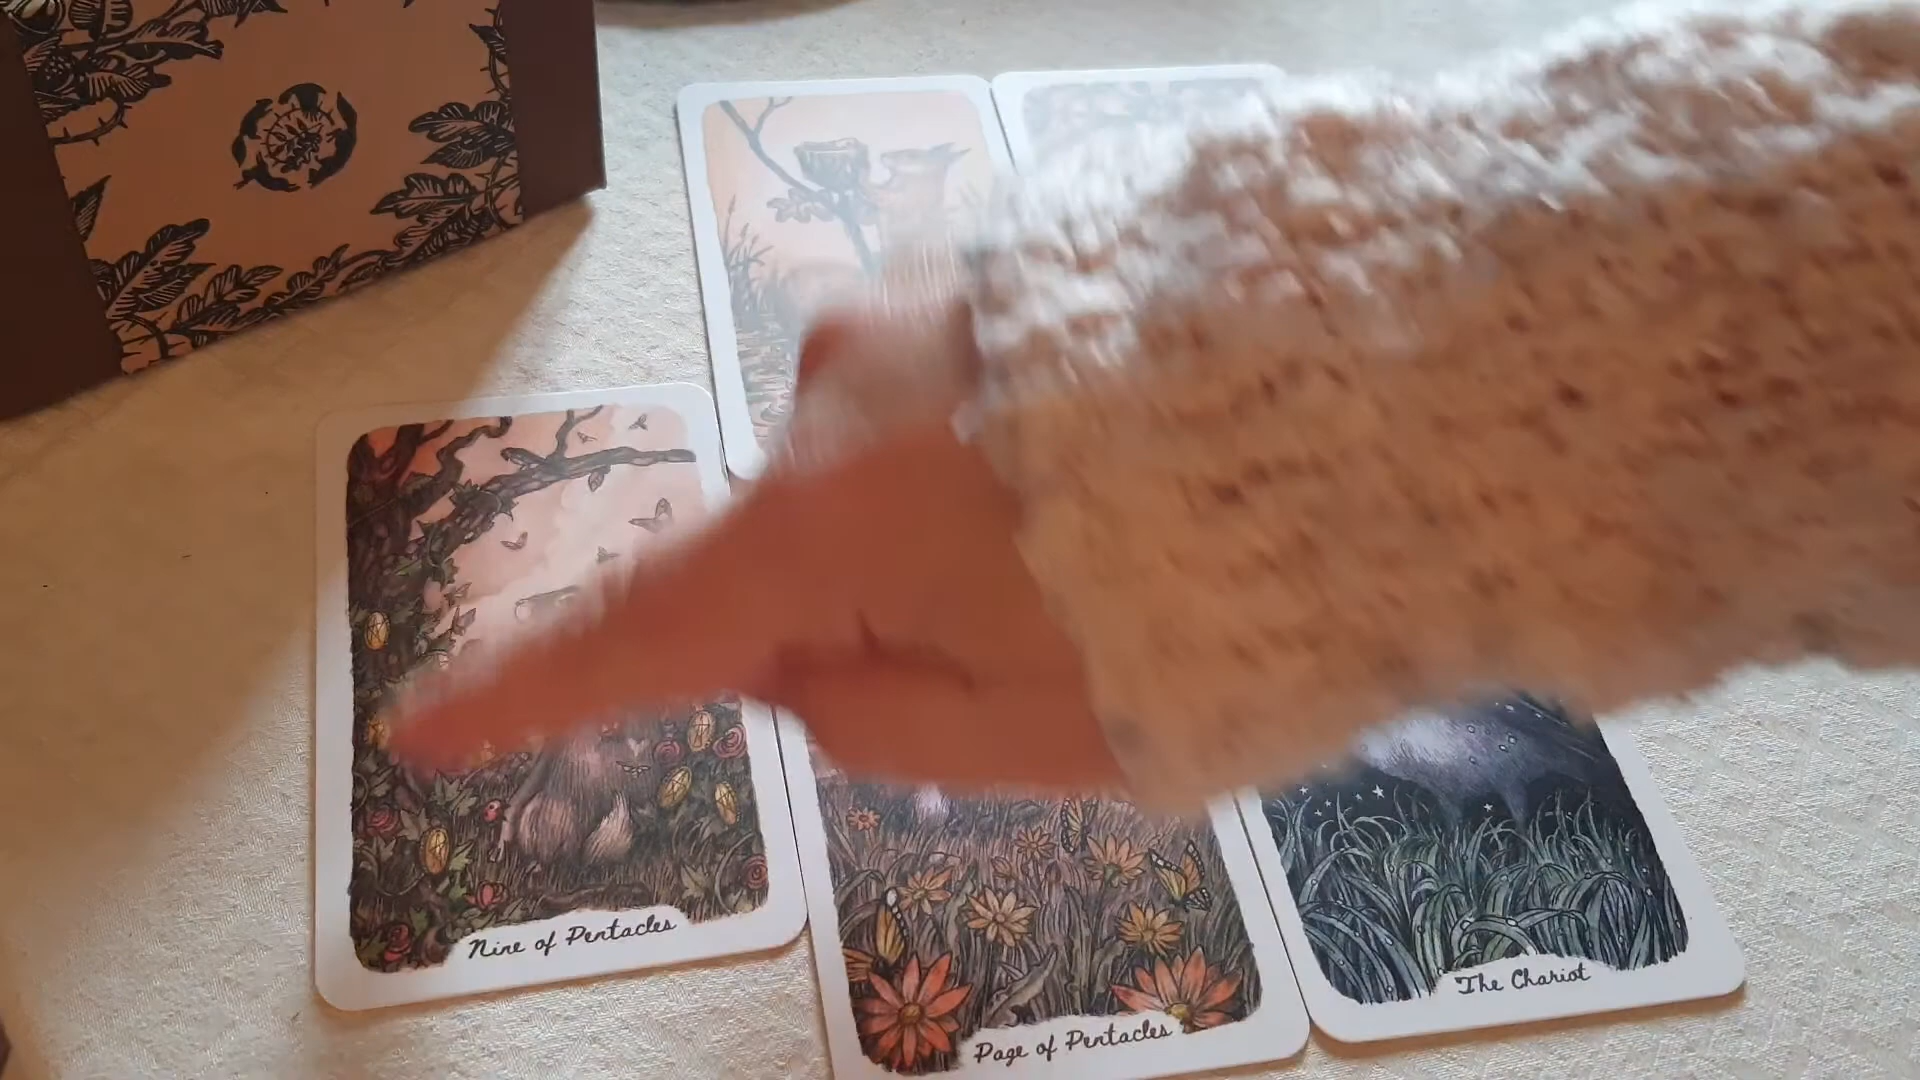 Nine of Pentacles
Page of Pentacles
The Chariot